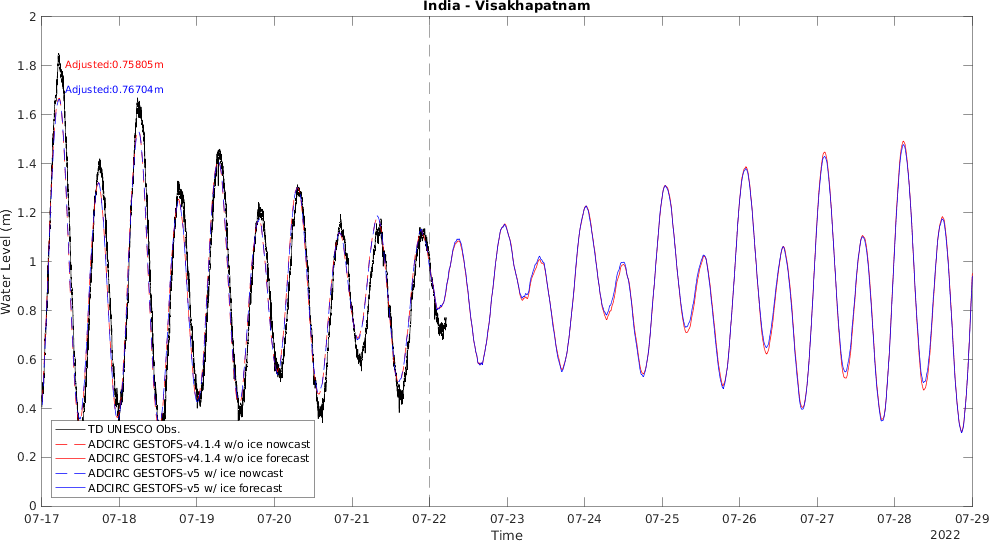 India - Visakhapatnam
2
1.8
1.6
1.4
1.2
1
0.8
0.6
0.4
0.2
0
Water Level (m)
Adjusted:0.75805m
Adjusted:0.76704m
TD UNESCO Obs.
ADCIRC GESTOFS-v4.1.4 w/o ice nowcast
ADCIRC GESTOFS-v4.1.4 w/o ice forecast
ADCIRC GESTOFS-v5 w/ ice nowcast
ADCIRC GESTOFS-v5 w/ ice forecast
07-17 07-18 07-19 07-20 07-21 07-22 07-23 07-24 07-25 07-26 07-27 07-28 07-29
Time
2022